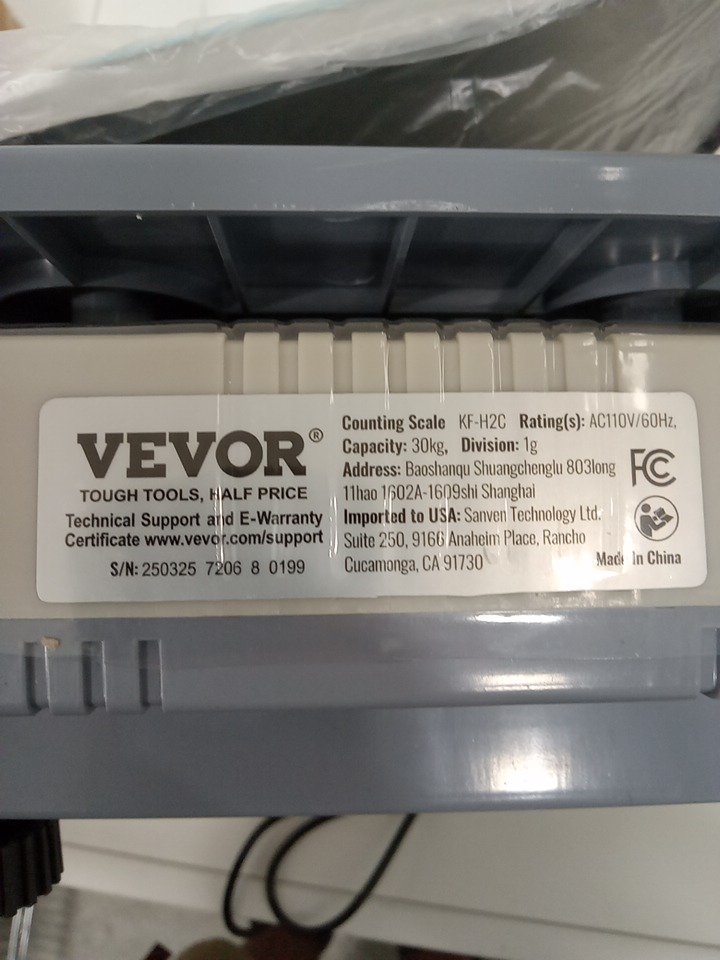 VEVOR®
TOUGH TOOLS, HALF PRICE
Technical Support and E-Warranty
Certificate www.vevor.com/support
S/N: 250325 7206 8 0199
Counting Scale KF-H2C Rating(s): AC110V/60Hz,
Capacity: 30kg, Division: 1g
Address: Baoshanqu Shuangchenglu 803long
11hao 1602A-1609shi Shanghai
Imported to USA: Sanven Technology Ltd.
Suite 250, 9166 Anaheim Place, Rancho
Cucamonga, CA 91730
FC
Made In China